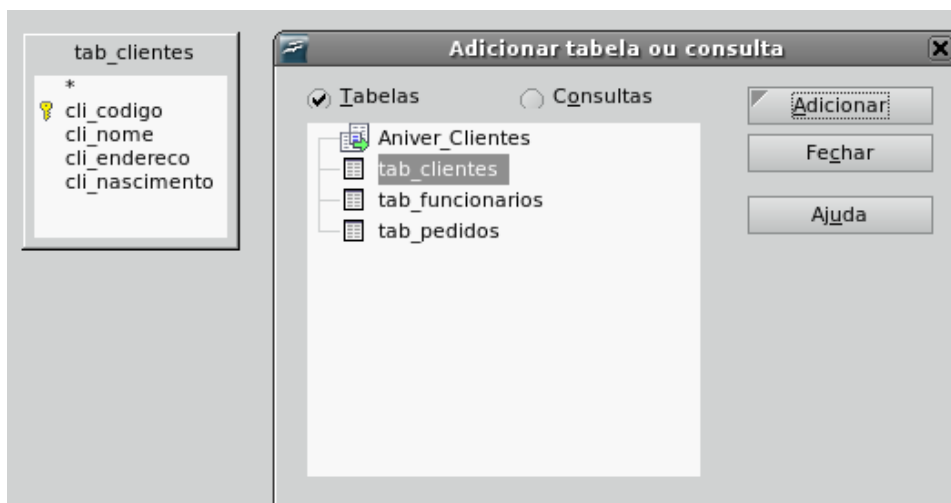 tab_clientes
*
cli_codigo
cli_nome
cli_endereco
cli_nascimento
Adicionar tabela ou consulta
Tabelas
Consultas
Aniver_Clientes
tab_clientes
tab_funcionarios
tab_pedidos
Adicionar
Fechar
Ajuda